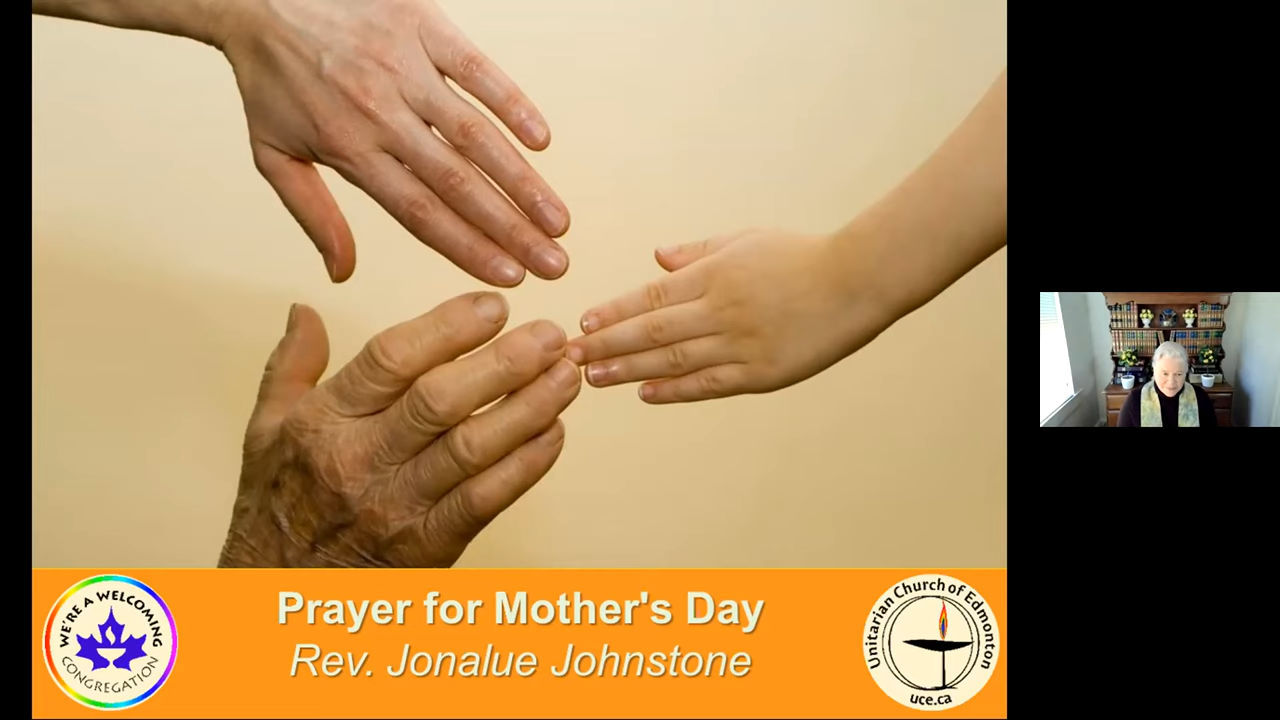 WE'RE A WELCOMING
CONGREGATION
Prayer for Mother's Day
Rev. Jonalue Johnstone
Unitarian Church of Edmonton
uce.ca